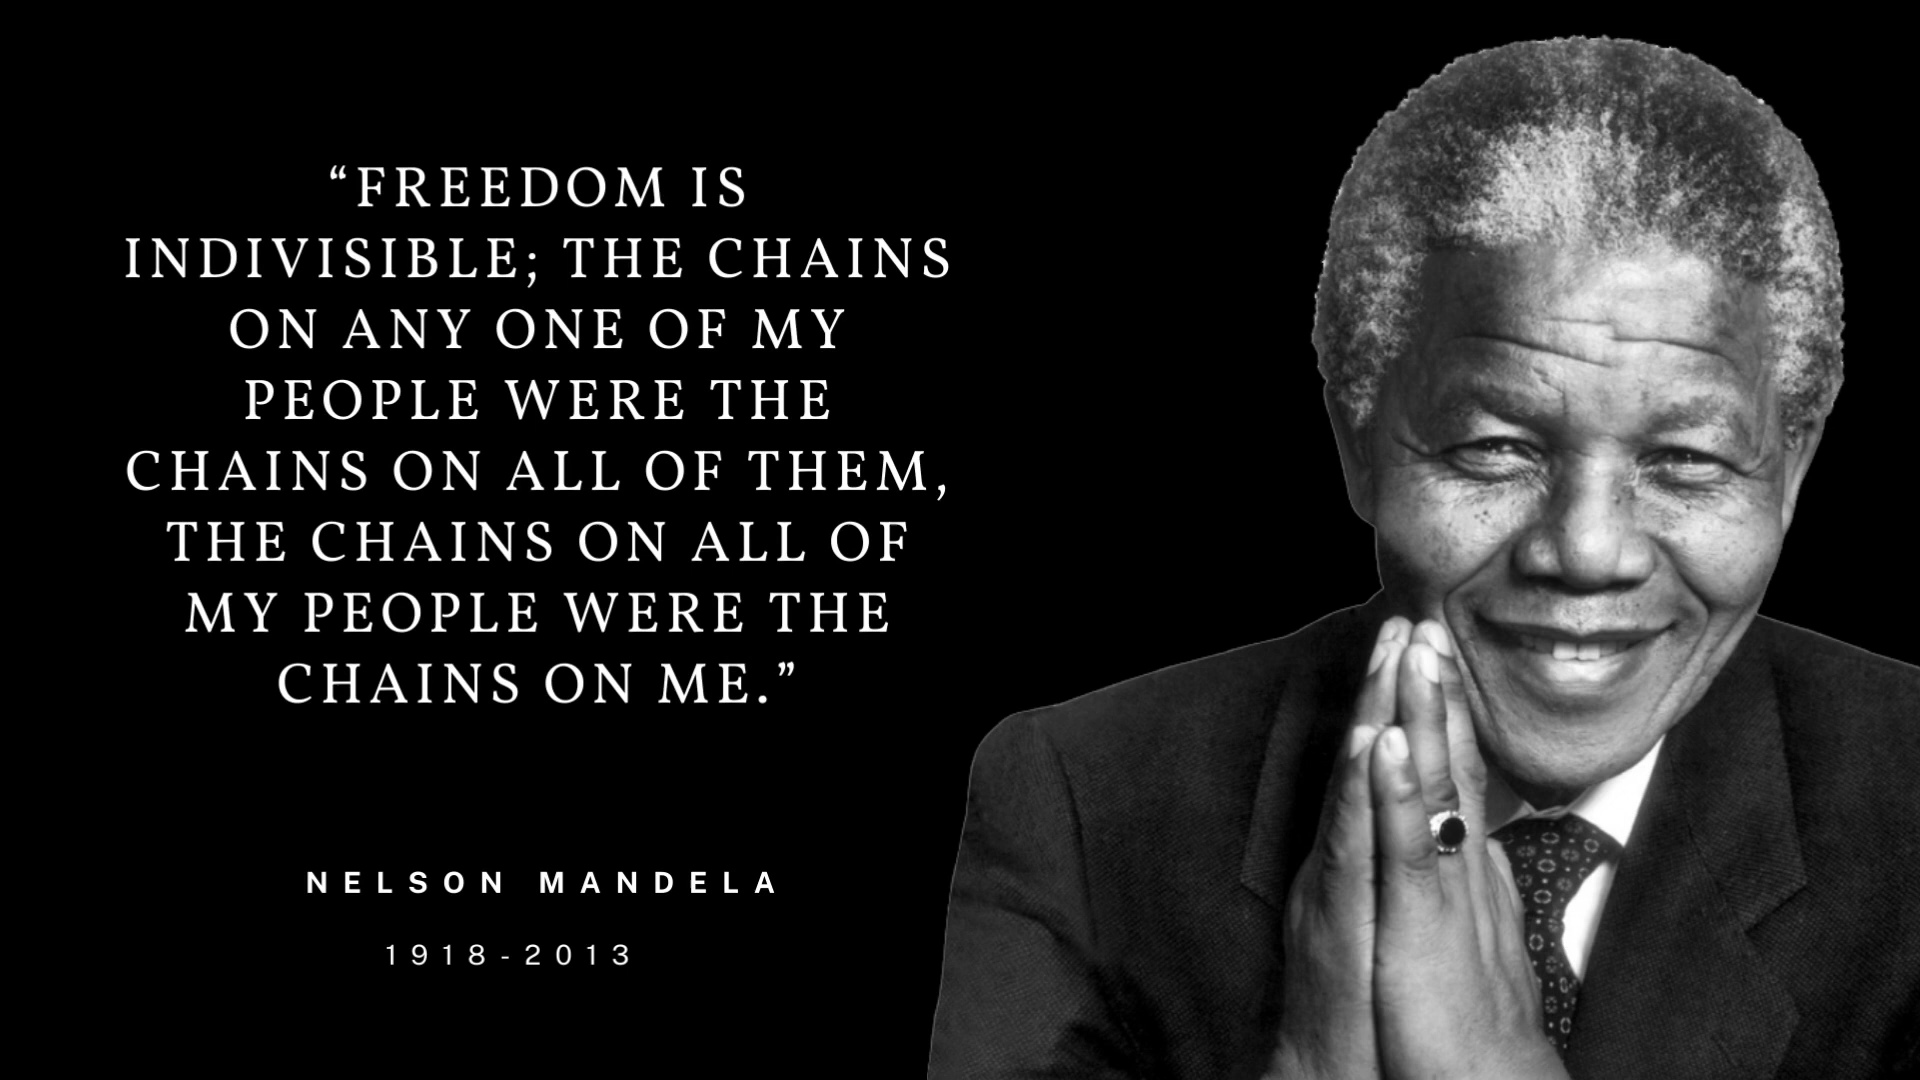 “FREEDOM IS
INDIVISIBLE; THE CHAINS
ON ANY ONE OF MY
PEOPLE WERE THE
CHAINS ON ALL OF THEM,
THE CHAINS ON ALL OF
MY PEOPLE WERE THE
CHAINS ON ME.”
NELSON MANDELA
1918-2013